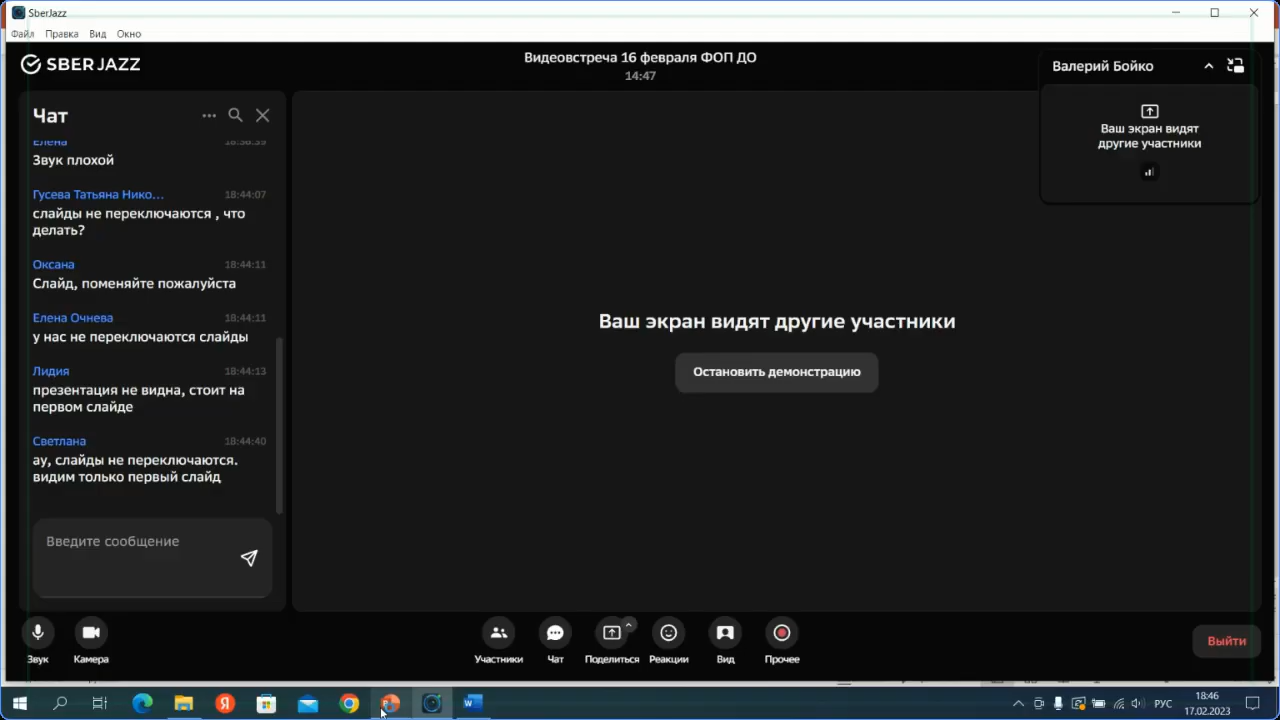 SberJazz
Файл Правка Вид Окно
SBER JAZZ
Видеовстреча 16 февраля ФОП ДО
14:47
Валерий Бойко
Ваш экран видят
другие участники
Чат
Елена 18:38:39
Звук плохой
Гусева Татьяна Нико... 18:44:07
слайды не переключаются , что
делать?
Оксана 18:44:11
Слайд, поменяйте пожалуйста
Елена Очнева 18:44:11
у нас не переключаются слайды
Лидия 18:44:13
презентация не видна, стоит на
первом слайде
Светлана 18:44:40
ау, слайды не переключаются.
видим только первый слайд
Введите сообщение
Ваш экран видят другие участники
Остановить демонстрацию
Звук
Камера
Участники
Чат
Поделиться
Реакции
Вид
Прочее
Выйти
РУС
18:46
17.02.2023